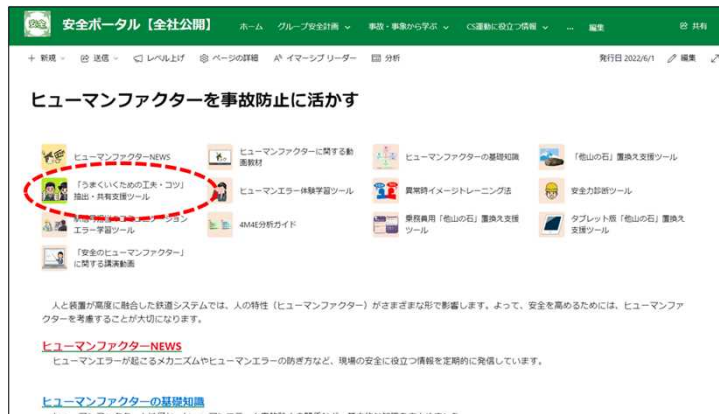 安全ポータル【全社公開】 ホーム グループ安全計画 事故・事象から学ぶ CS運動に役立つ情報 … 編集 共有
+ 新規 送信 レベル上げ ページの詳細 イマーシブ リーダー 分析 発行日 2022/6/1 編集
ヒューマンファクターを事故防止に活かす
ヒューマンファクターNEWS
ヒューマンファクターに関する動
画教材
ヒューマンファクターの基礎知識
「他山の石」置換え支援ツール
「うまくいくための工夫・コツ」
抽出・共有支援ツール
ヒューマンエラー体験学習ツール
異常時イメージトレーニング法
安全力診断ツール
エラー学習ツール
4M4E分析ガイド
乗務員用「他山の石」置換え支援
ツール
タブレット版「他山の石」置換え
支援ツール
「安全のヒューマンファクター」
に関する講演動画
人と装置が高度に融合した鉄道システムでは、人の特性（ヒューマンファクター）がさまざまな形で影響します。よって、安全を高めるためには、ヒューマンファ
クターを考慮することが大切になります。
ヒューマンファクターNEWS
ヒューマンエラーが起こるメカニズムやヒューマンエラーの防ぎ方など、現場の安全に役立つ情報を定期的に発信しています。
ヒューマンファクターの基礎知識